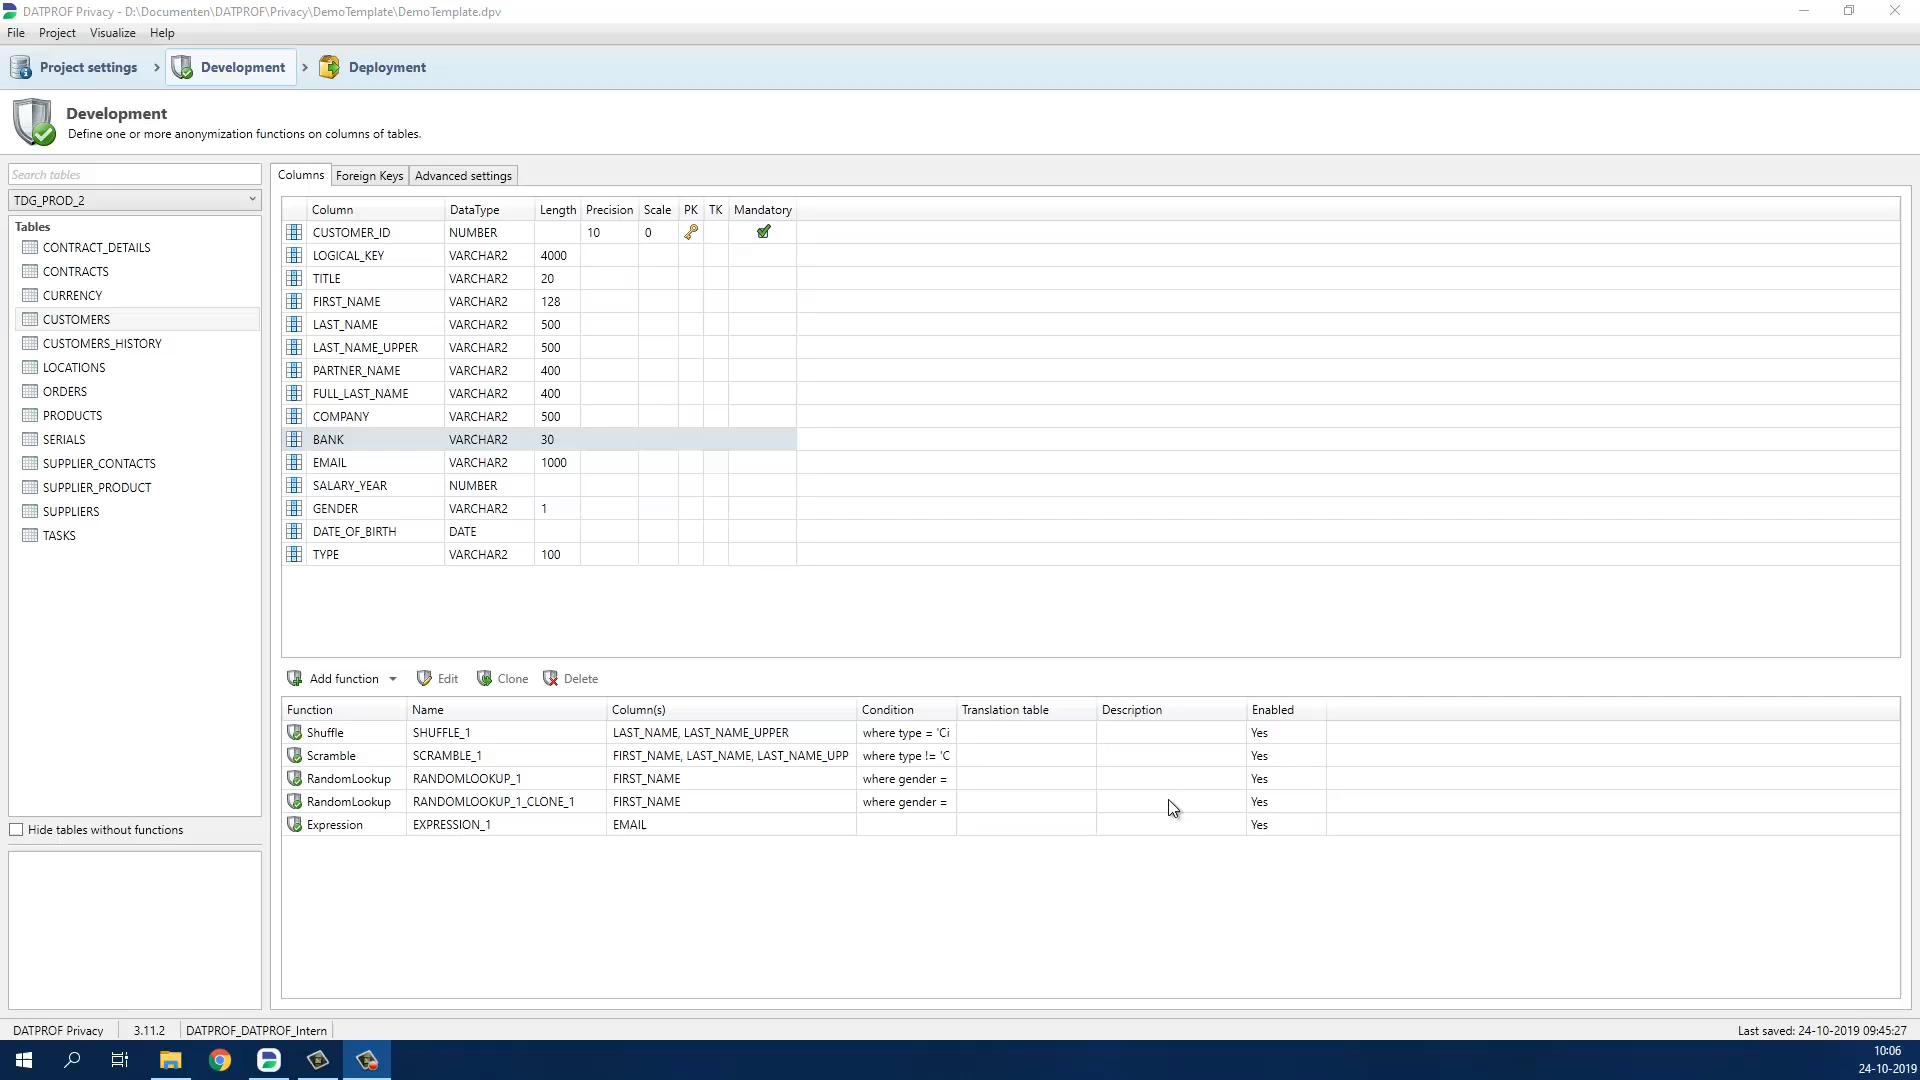 DATPROF Privacy - D:\Documenten\DATPROF\Privacy\DemoTemplate\DemoTemplate.dpv
File Project Visualize Help
Project settings Development Deployment
Development
Define one or more anonymization functions on columns of tables.
Search tables
TDG_PROD_2
Tables
CONTRACT_DETAILS
CONTRACTS
CURRENCY
CUSTOMERS
CUSTOMERS_HISTORY
LOCATIONS
ORDERS
PRODUCTS
SERIALS
SUPPLIER_CONTACTS
SUPPLIER_PRODUCT
SUPPLIERS
TASKS
Hide tables without functions
Columns Foreign Keys Advanced settings
Column DataType Length Precision Scale PK TK Mandatory
CUSTOMER_ID NUMBER 10 0
LOGICAL_KEY VARCHAR2 4000
TITLE VARCHAR2 20
FIRST_NAME VARCHAR2 128
LAST_NAME VARCHAR2 500
LAST_NAME_UPPER VARCHAR2 500
PARTNER_NAME VARCHAR2 400
FULL_LAST_NAME VARCHAR2 400
COMPANY VARCHAR2 500
BANK VARCHAR2 30
EMAIL VARCHAR2 1000
SALARY_YEAR NUMBER
GENDER VARCHAR2 1
DATE_OF_BIRTH DATE
TYPE VARCHAR2 100
Add function Edit Clone Delete
Function Name Column(s) Condition Translation table Description Enabled
Shuffle SHUFFLE_1 LAST_NAME, LAST_NAME_UPPER where type = 'Ci Yes
Scramble SCRAMBLE_1 FIRST_NAME, LAST_NAME, LAST_NAME_UPP where type != 'C Yes
RandomLookup RANDOMLOOKUP_1 FIRST_NAME where gender = Yes
RandomLookup RANDOMLOOKUP_1_CLONE_1 FIRST_NAME where gender = Yes
Expression EXPRESSION_1 EMAIL Yes
DATPROF Privacy 3.11.2 DATPROF_DATPROF_Intern Last saved: 24-10-2019 09:45:27
10:06
24-10-2019